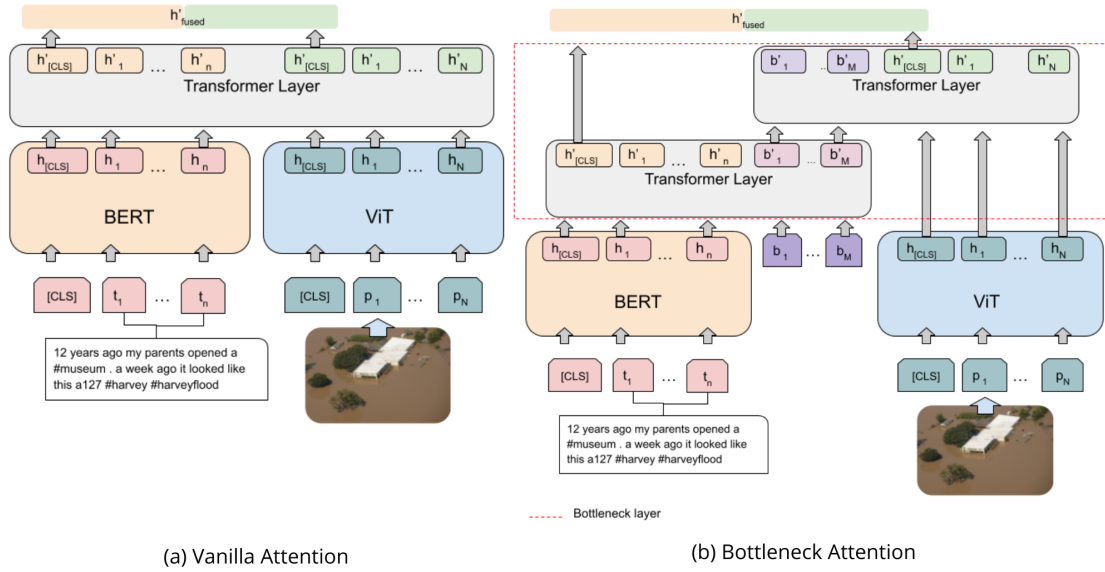 h'fused
h'[CLS] h'1 ... h'n h'[CLS] h'1 ... h'N
Transformer Layer
h[CLS] h1 ... hn h[CLS] h1 ... hN
BERT ViT
[CLS] t1 ... tn [CLS] p1 ... pN
12 years ago my parents opened a
#museum . a week ago it looked like
this a127 #harvey #harveyflood
(a) Vanilla Attention
h'fused
b'1 .. b'M h'[CLS] h'1 h'N
Transformer Layer
h'[CLS] h'1 ... h'n b'1 ... b'M
Transformer Layer
h[CLS] h1 ... hn b1 ... bM h[CLS] h1 ... hN
BERT ViT
[CLS] t1 ... tn [CLS] p1 ... pN
12 years ago my parents opened a
#museum . a week ago it looked like
this a127 #harvey #harveyflood
Bottleneck layer
(b) Bottleneck Attention